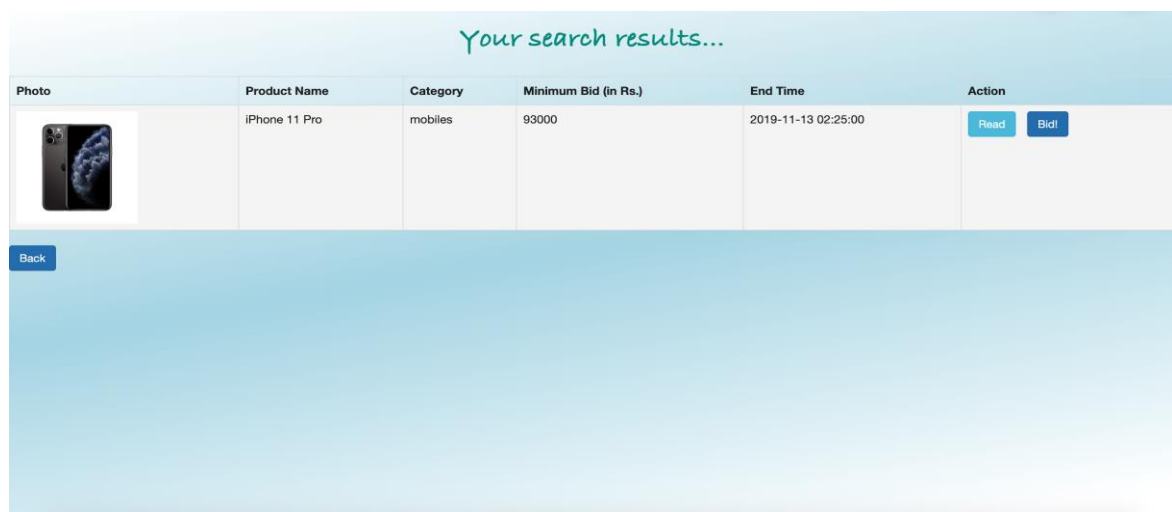 Your search results...
Photo Product Name Category Minimum Bid (in Rs.) End Time Action
iPhone 11 Pro mobiles 93000 2019-11-13 02:25:00 Read Bid!
Back